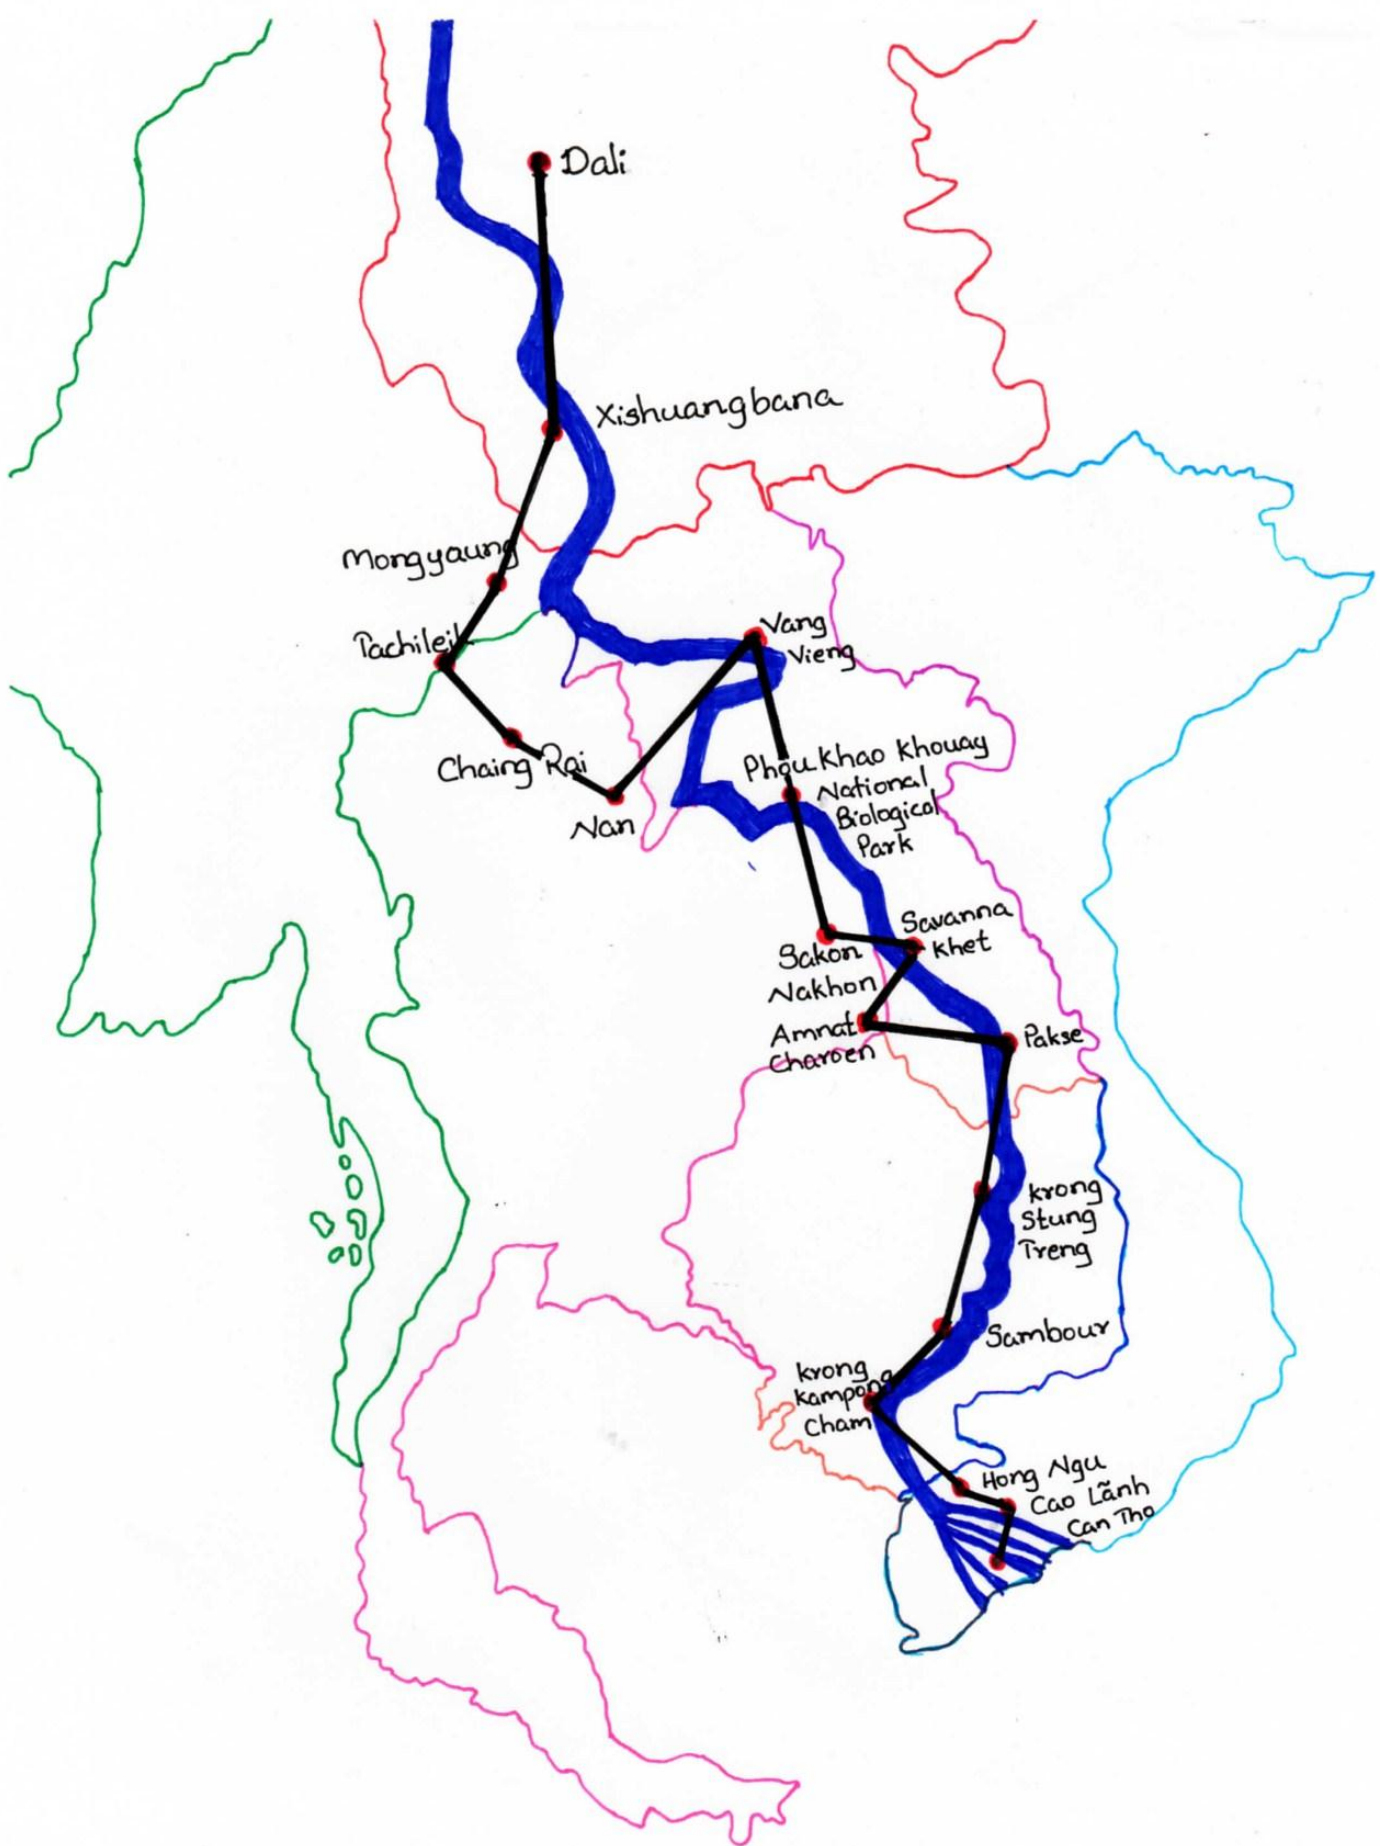 Dali
Xishuangbana
Mongyaung
Tachileik
Vang
Vieng
Chaing Rai
Nan
Phou Khao Khouay
National
Biological
Park
Savanna
Khet
Sakon
Nakhon
Amnat
Charoen
Pakse
Krong
Stung
Treng
Sambour
Krong
Kampong
Cham
Hong Ngu
Cao Lãnh
Can Tho